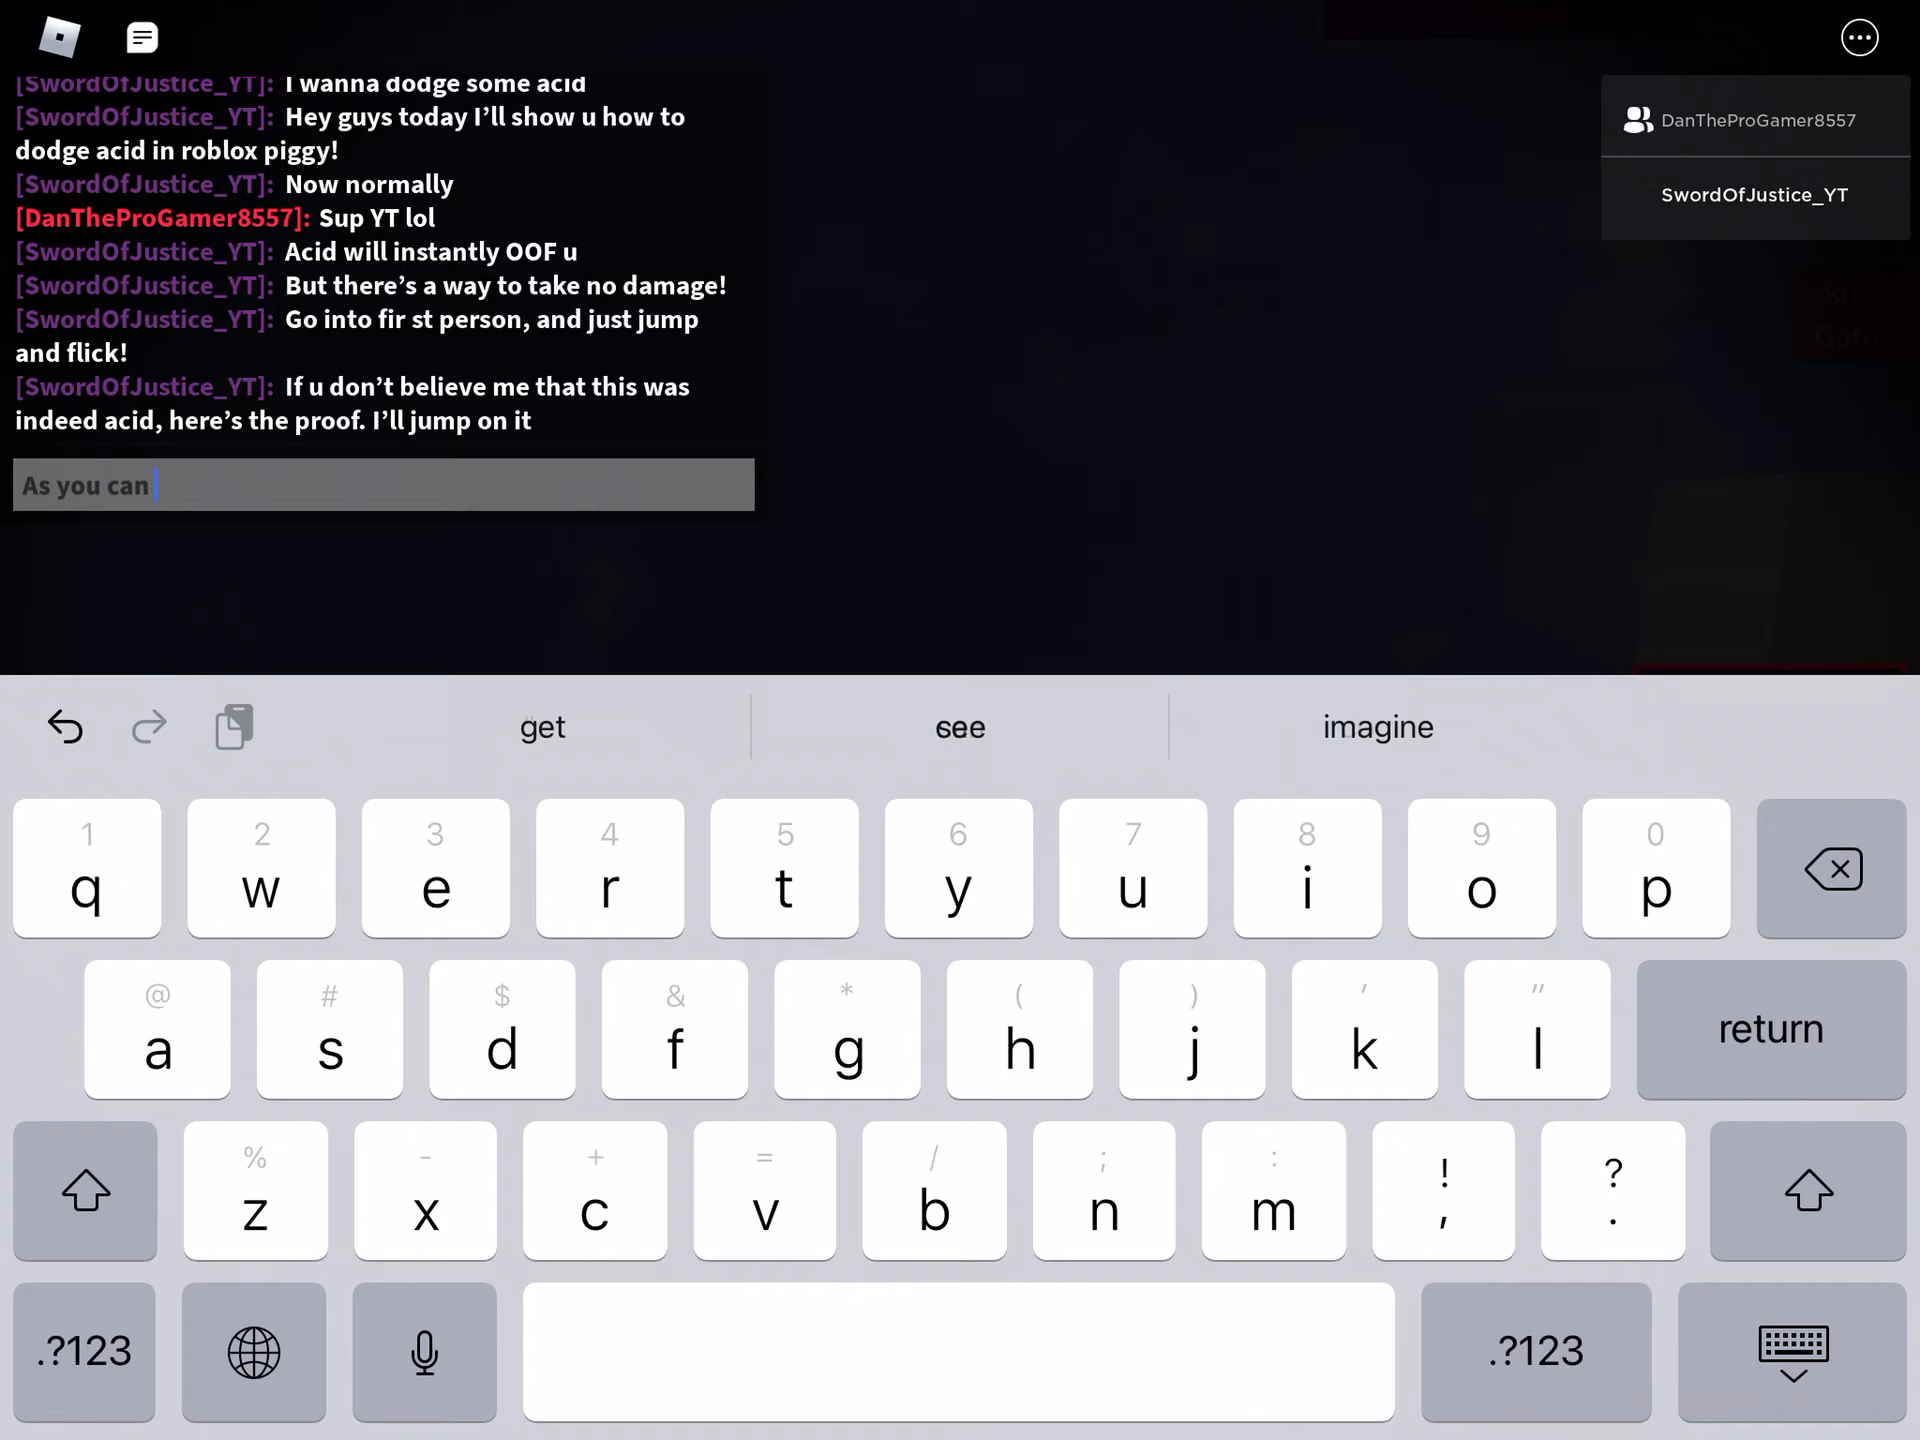 [SwordOfJustice_YT]: I wanna dodge some acid
[SwordOfJustice_YT]: Hey guys today I’ll show u how to
dodge acid in roblox piggy!
[SwordOfJustice_YT]: Now normally
[DanTheProGamer8557]: Sup YT lol
[SwordOfJustice_YT]: Acid will instantly OOF u
[SwordOfJustice_YT]: But there’s a way to take no damage!
[SwordOfJustice_YT]: Go into fir st person, and just jump
and flick!
[SwordOfJustice_YT]: If u don’t believe me that this was
indeed acid, here’s the proof. I’ll jump on it
As you can
DanTheProGamer8557
SwordOfJustice_YT
get see imagine
1 2 3 4 5 6 7 8 9 0
q w e r t y u i o p
@ # $ & * ( ) ' "
a s d f g h j k l return
% - + = / ; : ! ?
z x c v b n m , .
.?123 .?123